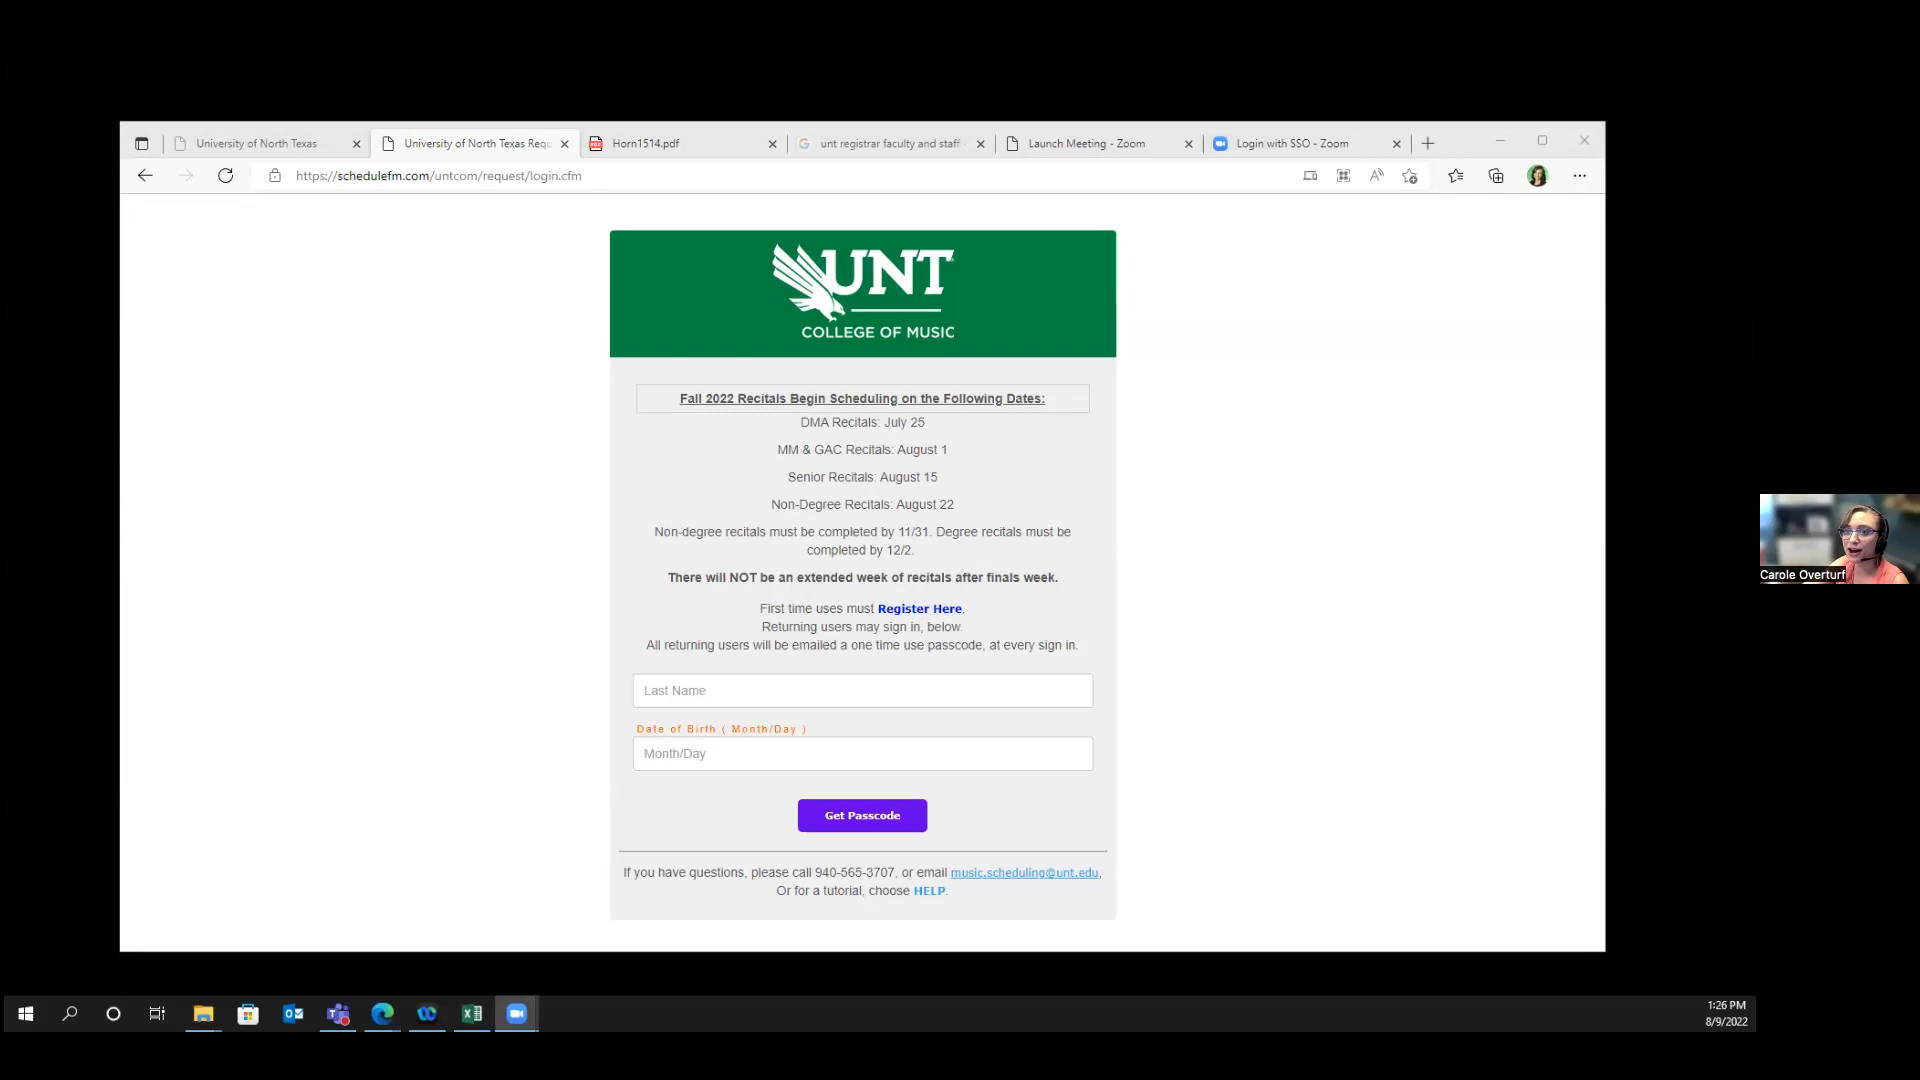 University of North Texas
University of North Texas Requ
Horn1514.pdf
unt registrar faculty and staff
Launch Meeting - Zoom
Login with SSO - Zoom
https://schedulefm.com/untcom/request/login.cfm
UNT
COLLEGE OF MUSIC
Fall 2022 Recitals Begin Scheduling on the Following Dates:
DMA Recitals: July 25
MM & GAC Recitals: August 1
Senior Recitals: August 15
Non-Degree Recitals: August 22
Non-degree recitals must be completed by 11/31. Degree recitals must be
completed by 12/2.
There will NOT be an extended week of recitals after finals week.
First time uses must Register Here.
Returning users may sign in, below.
All returning users will be emailed a one time use passcode, at every sign in.
Last Name
Date of Birth ( Month/Day )
Month/Day
Get Passcode
If you have questions, please call 940-565-3707, or email music.scheduling@unt.edu,
Or for a tutorial, choose HELP.
Carole Overturf
1:26 PM
8/9/2022